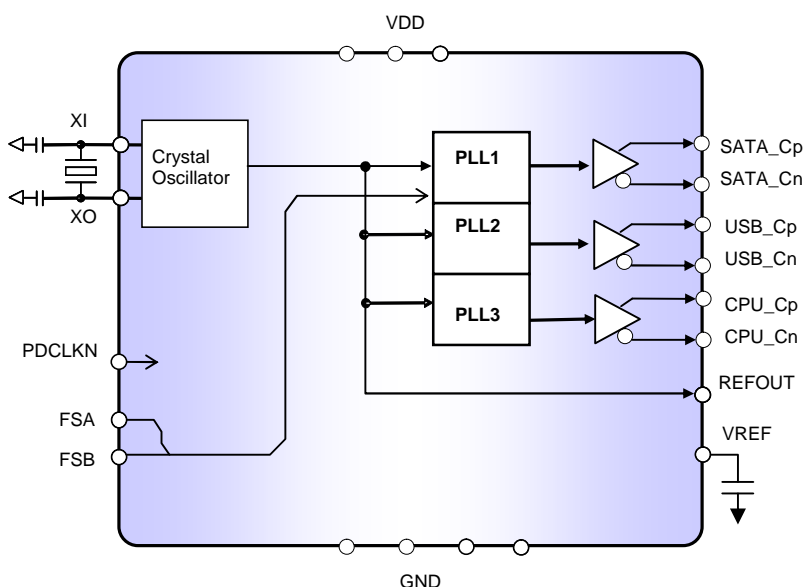 VDD
XI
Crystal
Oscillator
XO
PDCLKN
FSA
FSB
PLL1
PLL2
PLL3
SATA_Cp
SATA_Cn
USB_Cp
USB_Cn
CPU_Cp
CPU_Cn
REFOUT
VREF
GND